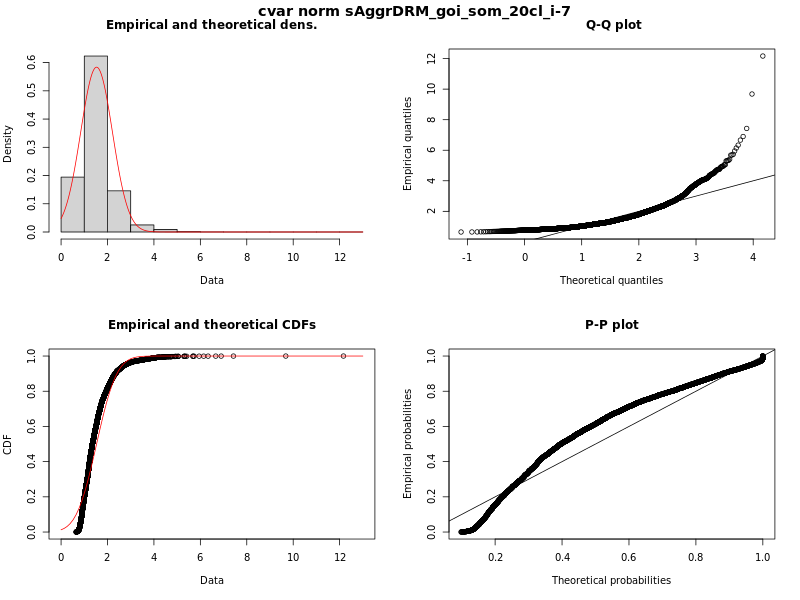 cvar norm sAggrDRM_goi_som_20cl_i-7
Empirical and theoretical dens.
Density
0.0 0.1 0.2 0.3 0.4 0.5 0.6
0 2 4 6 8 10 12
Data
Q-Q plot
Empirical quantiles
2 4 6 8 10 12
-1 0 1 2 3 4
Theoretical quantiles
Empirical and theoretical CDFs
CDF
0.0 0.2 0.4 0.6 0.8 1.0
0 2 4 6 8 10 12
Data
P-P plot
Empirical probabilities
0.0 0.2 0.4 0.6 0.8 1.0
0.2 0.4 0.6 0.8 1.0
Theoretical probabilities